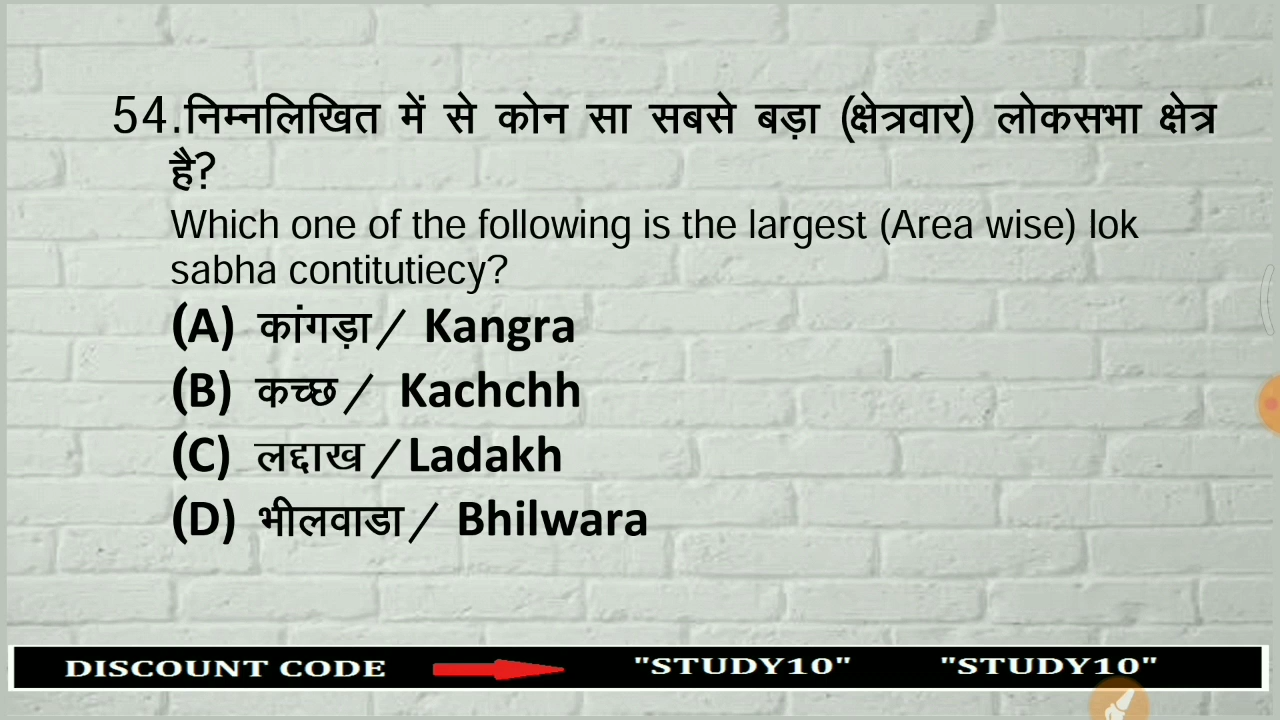 54.निम्नलिखित में से कोन सा सबसे बड़ा (क्षेत्रवार) लोकसभा क्षेत्र
है?
Which one of the following is the largest (Area wise) lok
sabha contitutiecy?
(A) कांगड़ा/ Kangra
(B) कच्छ/ Kachchh
(C) लद्दाख/Ladakh
(D) भीलवाडा/ Bhilwara
DISCOUNT CODE "STUDY10" "STUDY10"